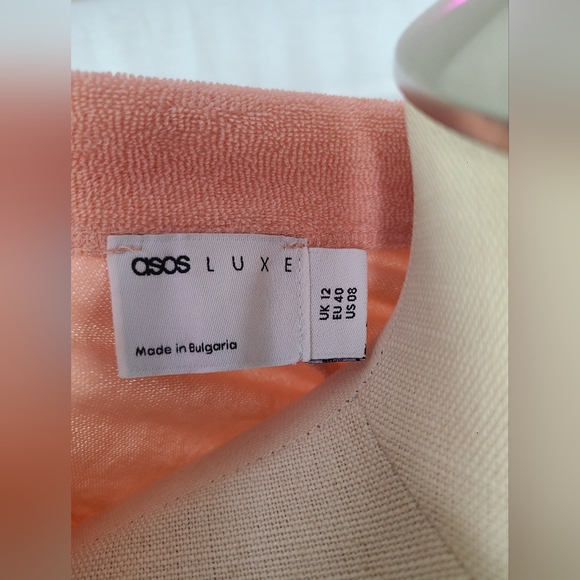 asos LUXE
Made in Bulgaria
UK 12
EU 40
US 08